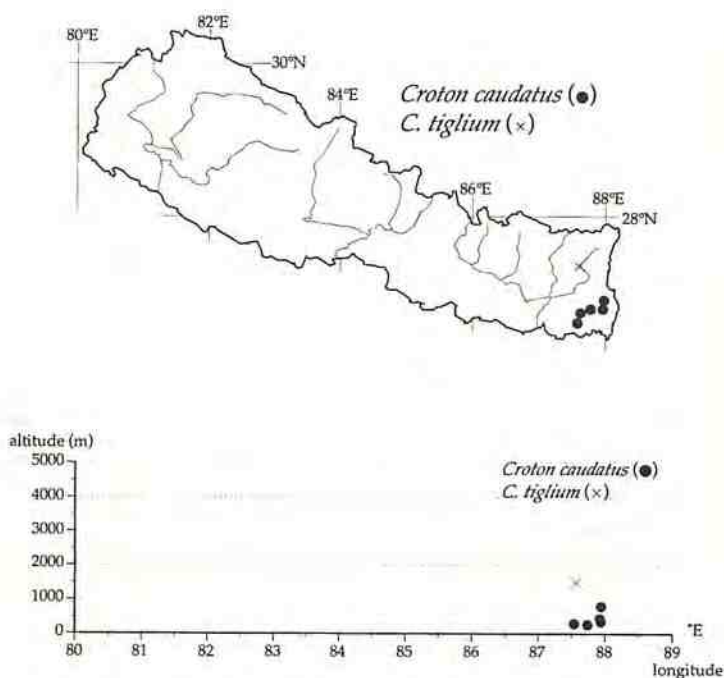 80°E
82°E
30°N
84°E
Croton caudatus (●)
C. tiglium (×)
86°E
88°E
28°N
altitude (m)
5000
4000
3000
2000
1000
0
Croton caudatus (●)
C. tiglium (×)
80 81 82 83 84 85 86 87 88 89
°E
longitude